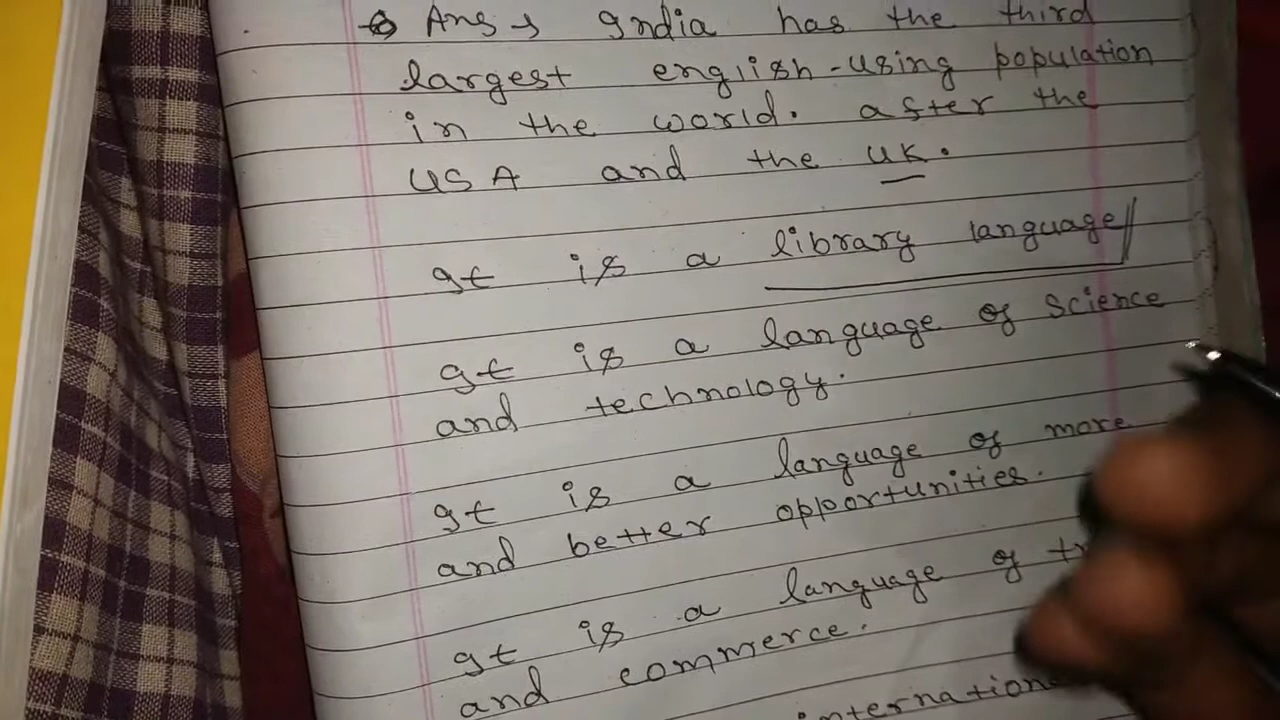 Ans → India has the third
largest english-using population
in the world. after the
USA and the UK.
It is a library language
It is a language of science
and technology.
It is a language of more
and better opportunities.
It is a language of
and commerce.